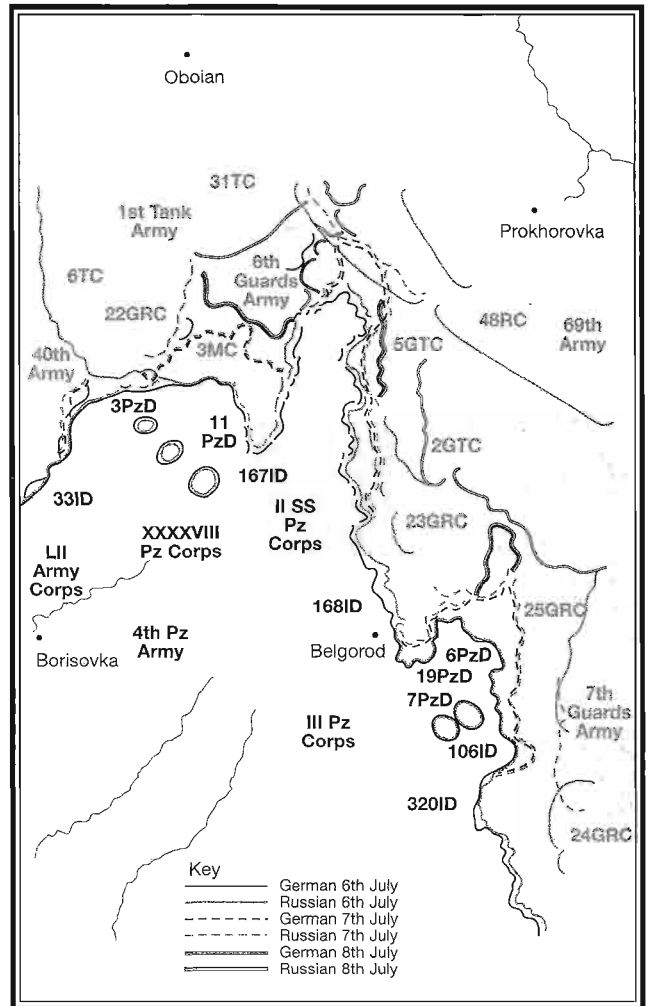 Oboian
31TC
1st Tank
Army
Prokhorovka
6TC
6th
Guards
Army
22GRC
48RC
69th
Army
3MC
5GTC
40th
Army
3PzD
11
PzD
2GTC
167ID
33ID
II SS
Pz
Corps
XXXXVIII
Pz Corps
23GRC
LII
Army
Corps
168ID
25GRC
4th Pz
Army
Borisovka
Belgorod
6PzD
19PzD
7PzD
7th
Guards
Army
III Pz
Corps
106ID
320ID
24GRC
Key
German 6th July
Russian 6th July
German 7th July
Russian 7th July
German 8th July
Russian 8th July